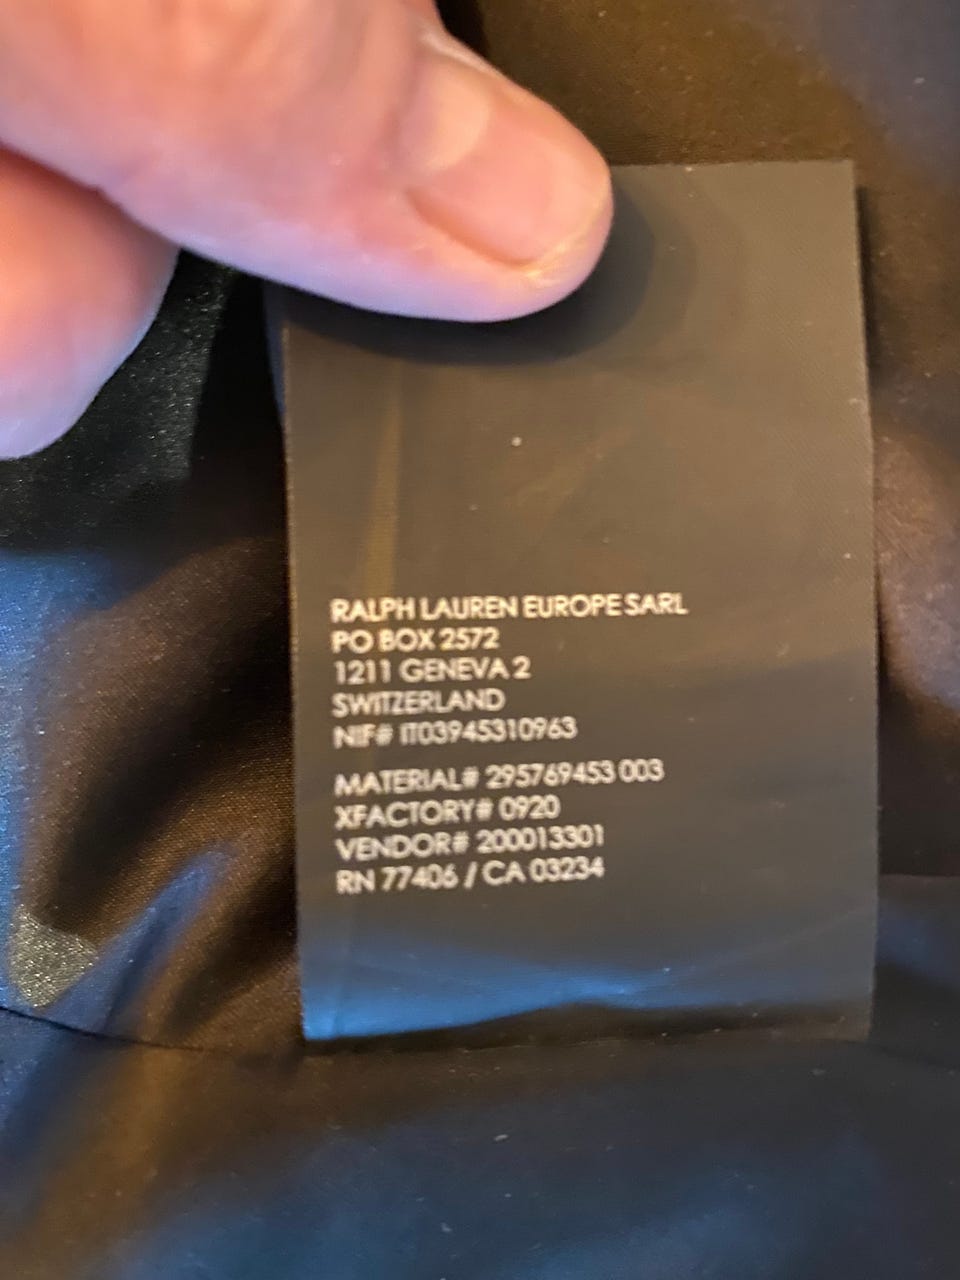 RALPH LAUREN EUROPE SARL
PO BOX 2572
1211 GENEVA 2
SWITZERLAND
NIF# IT03945310963
MATERIAL# 295769453 003
XFACTORY# 0920
VENDOR# 200013301
RN 77406 / CA 03234